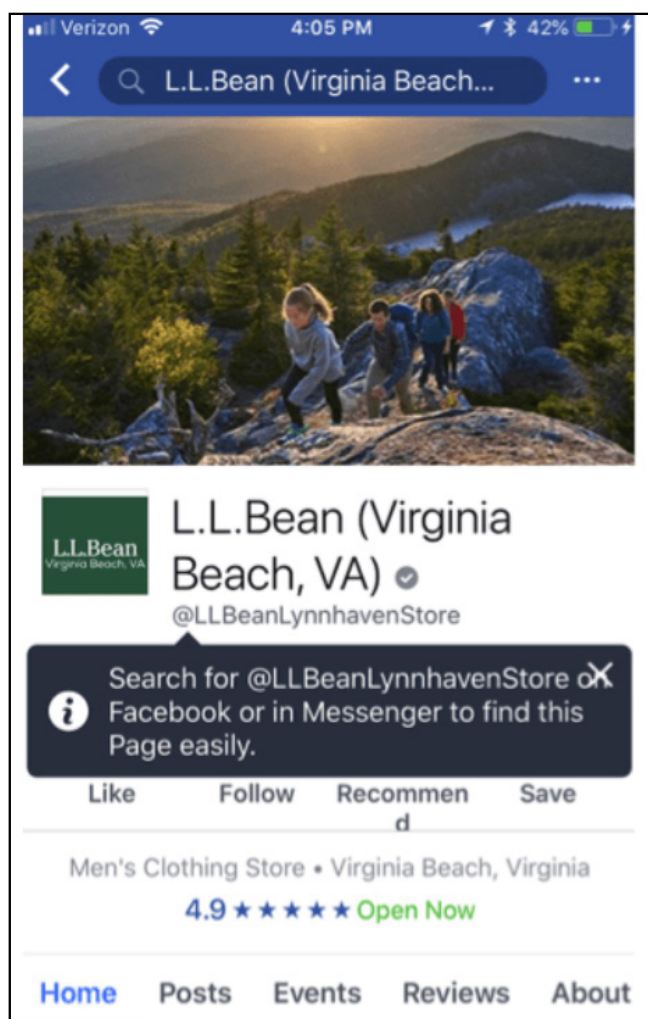 Verizon 4:05 PM 42%
L.L.Bean (Virginia Beach...
L.L.Bean
Virginia Beach, VA
L.L.Bean (Virginia
Beach, VA)
@LLBeanLynnhavenStore
Search for @LLBeanLynnhavenStore on
Facebook or in Messenger to find this
Page easily.
Like Follow Recommen Save
d
Men's Clothing Store • Virginia Beach, Virginia
4.9 ★★★★★ Open Now
Home Posts Events Reviews About